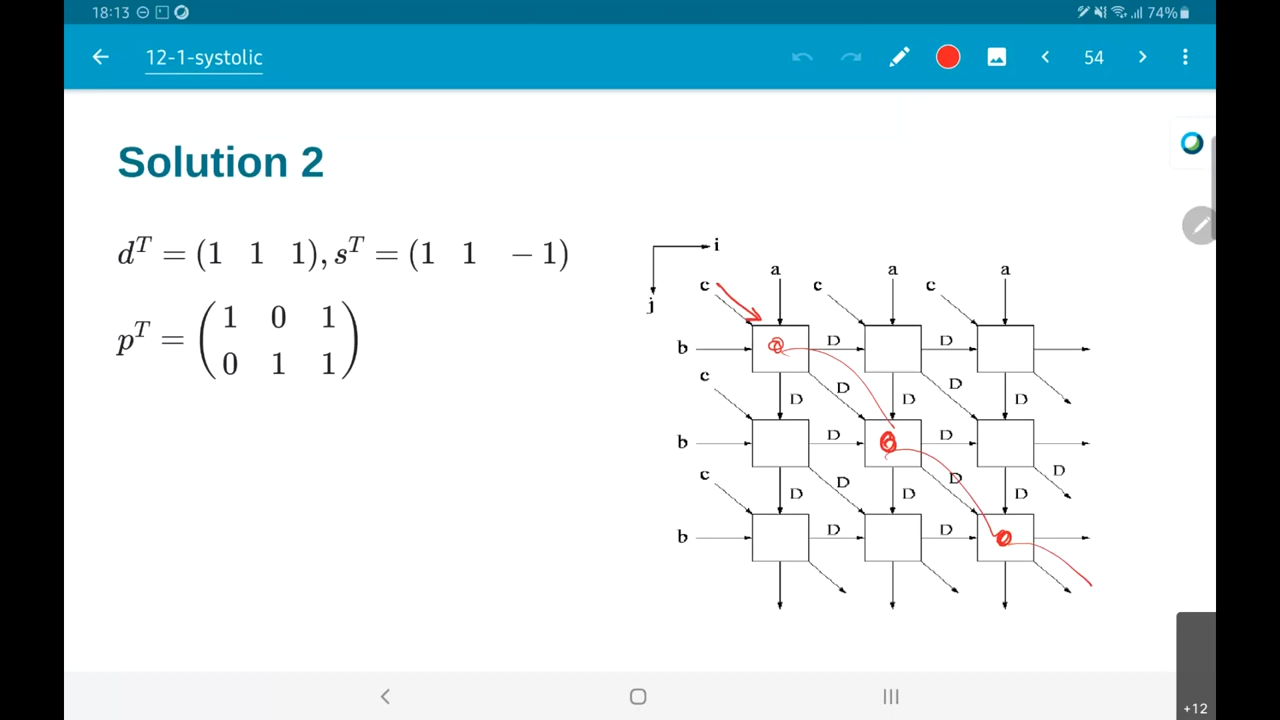 18:13 74%
12-1-systolic 54
Solution 2
d^T = (1 1 1), s^T = (1 1 −1)
p^T = (1 0 1
0 1 1)
i
j
a a a
c c c
b D D
c D D
D D D
b D D
c D D D
D D D
b D D
+12